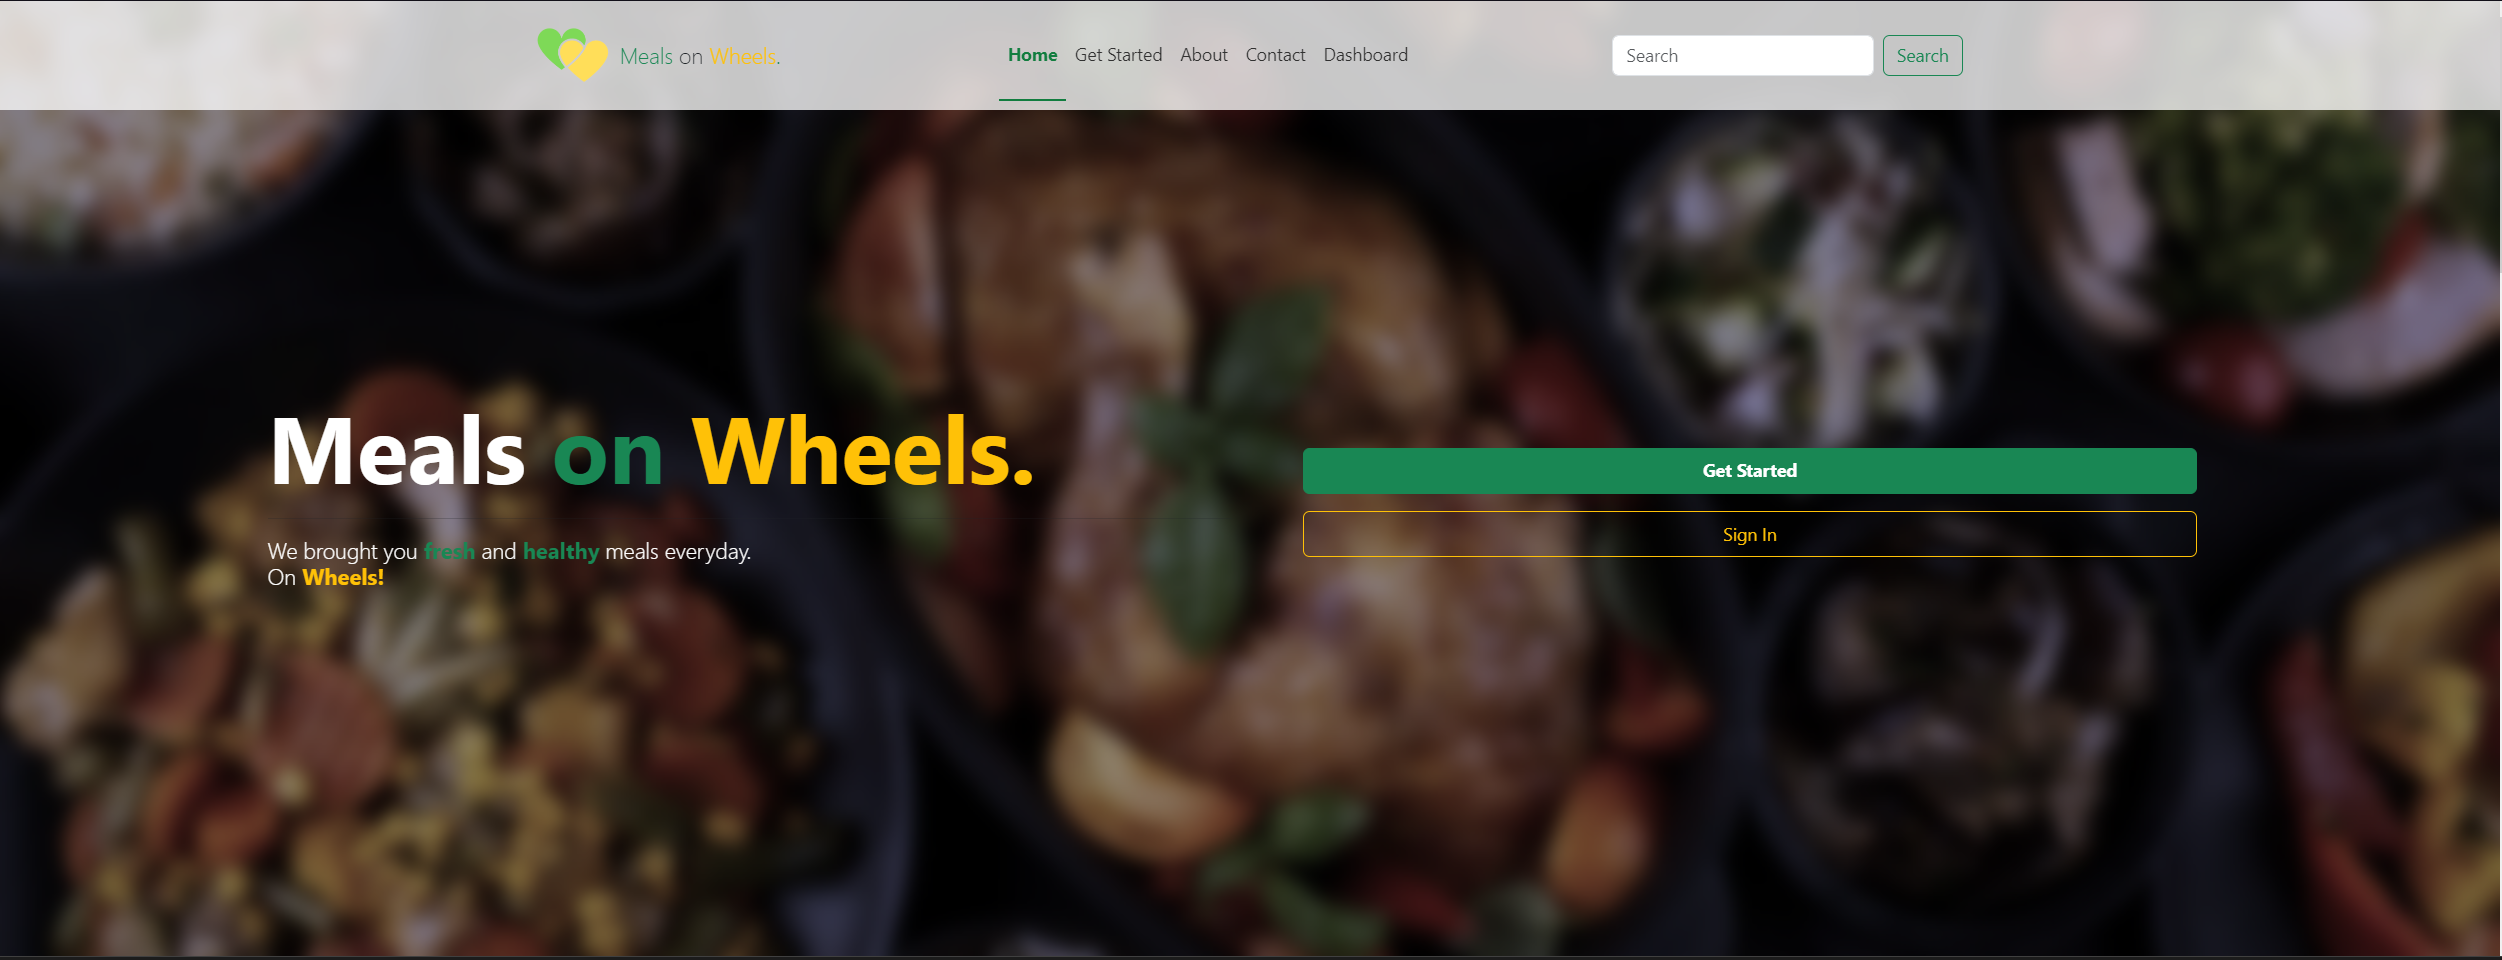 Meals on Wheels.
Home Get Started About Contact Dashboard
Search Search
Meals on Wheels.
Get Started
Sign In
We brought you fresh and healthy meals everyday.
On Wheels!